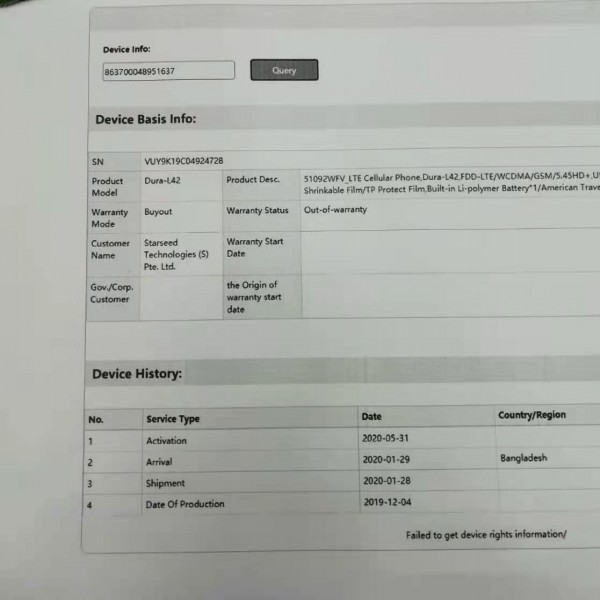 Device Info:
863700048951637 Query
Device Basis Info:
SN VUY9K19C04924728
Product Model Dura-L42 Product Desc. 51092WFV_LTE Cellular Phone,Dura-L42,FDD-LTE/WCDMA/GSM/5.45HD+,U
Shrinkable Film/TP Protect Film,Built-in Li-polymer Battery*1/American Trave
Warranty Mode Buyout Warranty Status Out-of-warranty
Customer Name Starseed Technologies (S) Pte. Ltd. Warranty Start Date
Gov./Corp. Customer the Origin of warranty start date
Device History:
No. Service Type Date Country/Region
1 Activation 2020-05-31
2 Arrival 2020-01-29 Bangladesh
3 Shipment 2020-01-28
4 Date Of Production 2019-12-04
Failed to get device rights information/